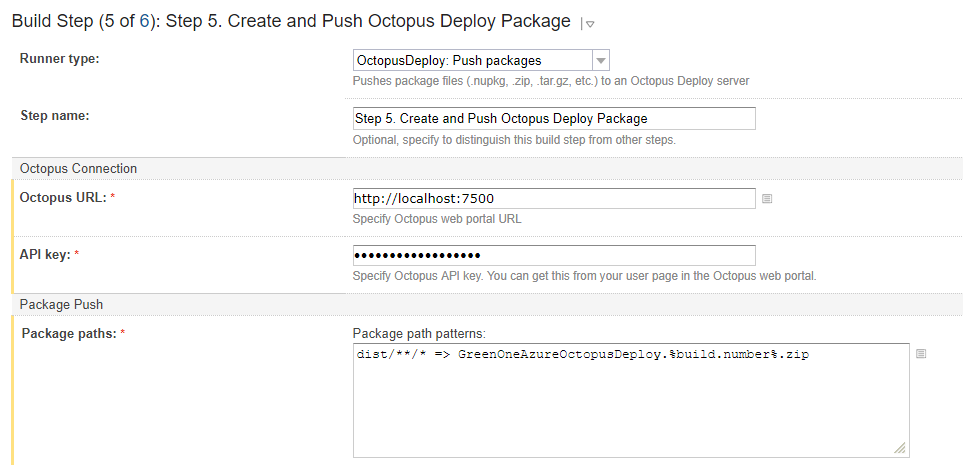 Build Step (5 of 6): Step 5. Create and Push Octopus Deploy Package
Runner type: OctopusDeploy: Push packages
Pushes package files (.nupkg, .zip, .tar.gz, etc.) to an Octopus Deploy server
Step name: Step 5. Create and Push Octopus Deploy Package
Optional, specify to distinguish this build step from other steps.
Octopus Connection
Octopus URL: * http://localhost:7500
Specify Octopus web portal URL
API key: * ••••••••••••••••••
Specify Octopus API key. You can get this from your user page in the Octopus web portal.
Package Push
Package paths: * Package path patterns:
dist/**/* => GreenOneAzureOctopusDeploy.%build.number%.zip